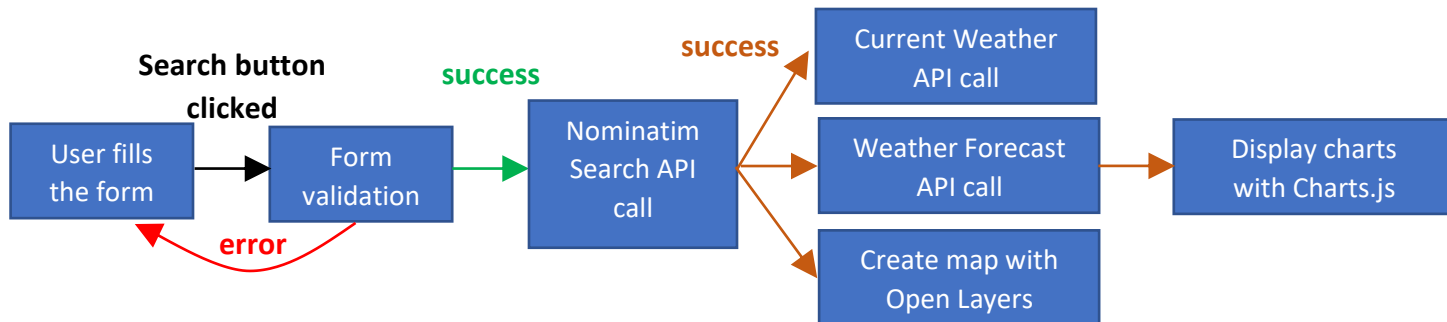 Search button
clicked
User fills
the form
error
Form
validation
success
Nominatim
Search API
call
success
Current Weather
API call
Weather Forecast
API call
Create map with
Open Layers
Display charts
with Charts.js